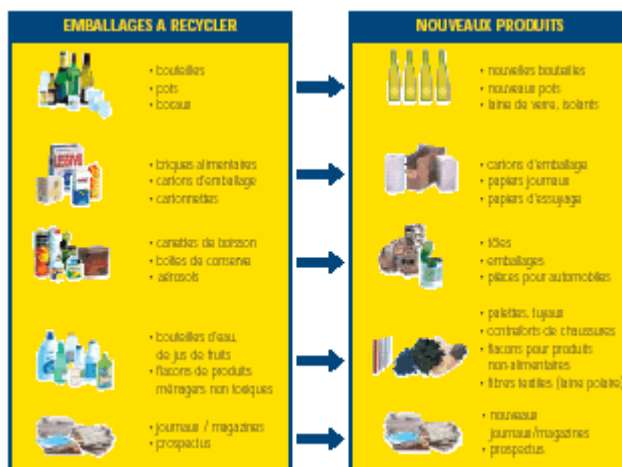 EMBALLAGES A RECYCLER
• bouteilles
• pots
• bocaux
• briques alimentaires
• cartons d'emballage
• cartonnettes
• canettes de boisson
• boîtes de conserve
• aérosols
• bouteilles d'eau,
de jus de fruits
• flacons de produits
ménagers non toxiques
• journaux / magazines
• prospectus
NOUVEAUX PRODUITS
• nouvelles bouteilles
• nouveaux pots
• laine de verre, isolants
• cartons d'emballage
• papiers journaux
• papiers d'essuyage
• tôles
• emballages
• pièces pour automobiles
• palettes, tuyaux
• contreforts de chaussures
• flacons pour produits
non alimentaires
• fibres textiles (laine polaire)
• nouveaux
journaux/magazines
• prospectus